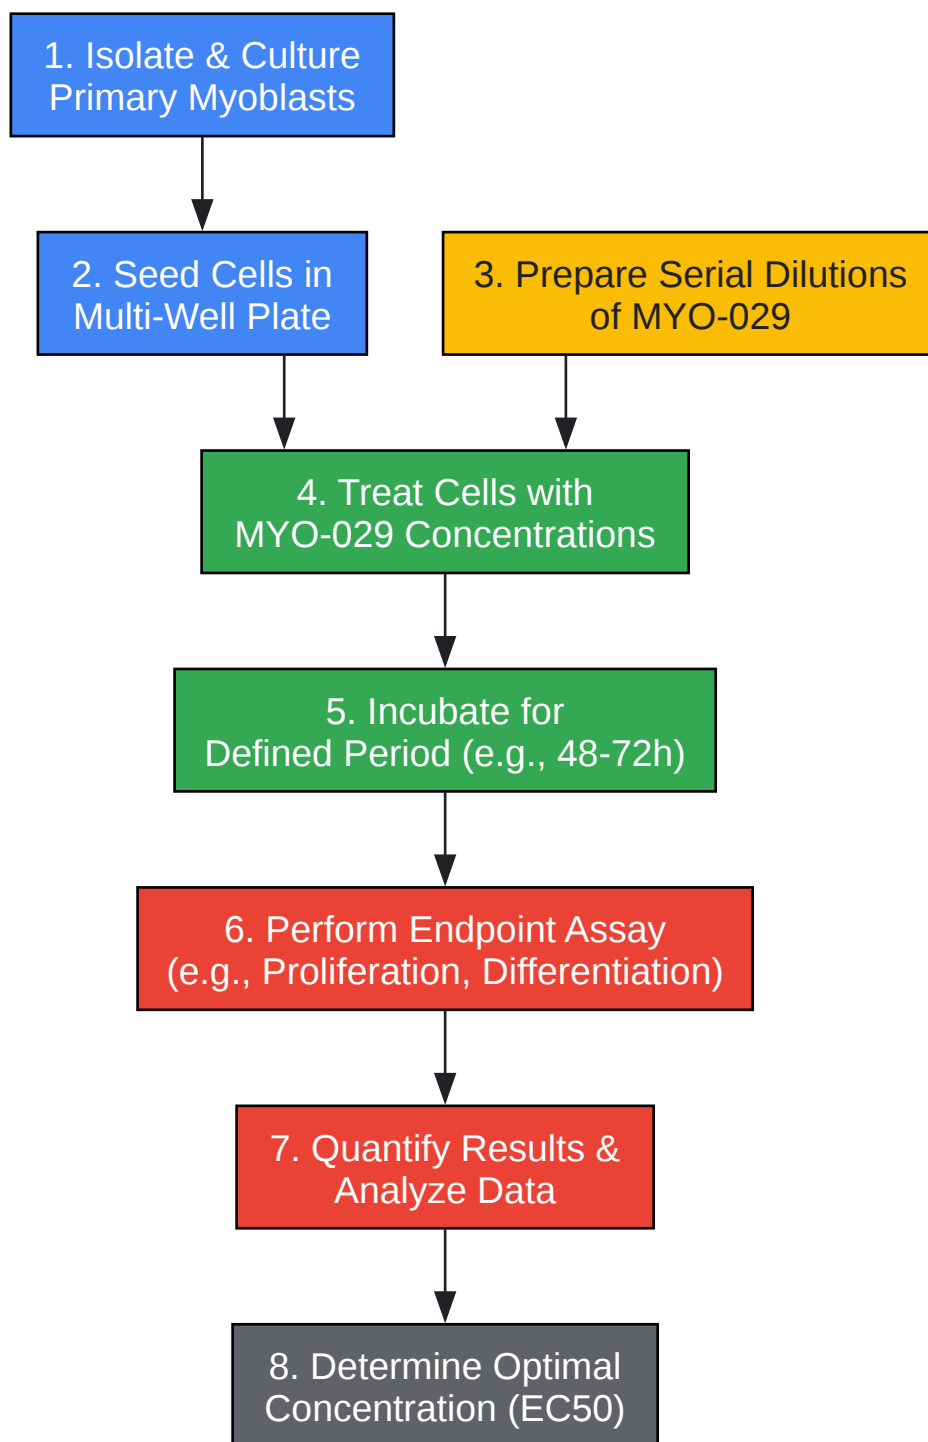 1. Isolate & Culture
Primary Myoblasts
2. Seed Cells in
Multi-Well Plate
3. Prepare Serial Dilutions
of MYO-029
4. Treat Cells with
MYO-029 Concentrations
5. Incubate for
Defined Period (e.g., 48-72h)
6. Perform Endpoint Assay
(e.g., Proliferation, Differentiation)
7. Quantify Results &
Analyze Data
8. Determine Optimal
Concentration (EC50)